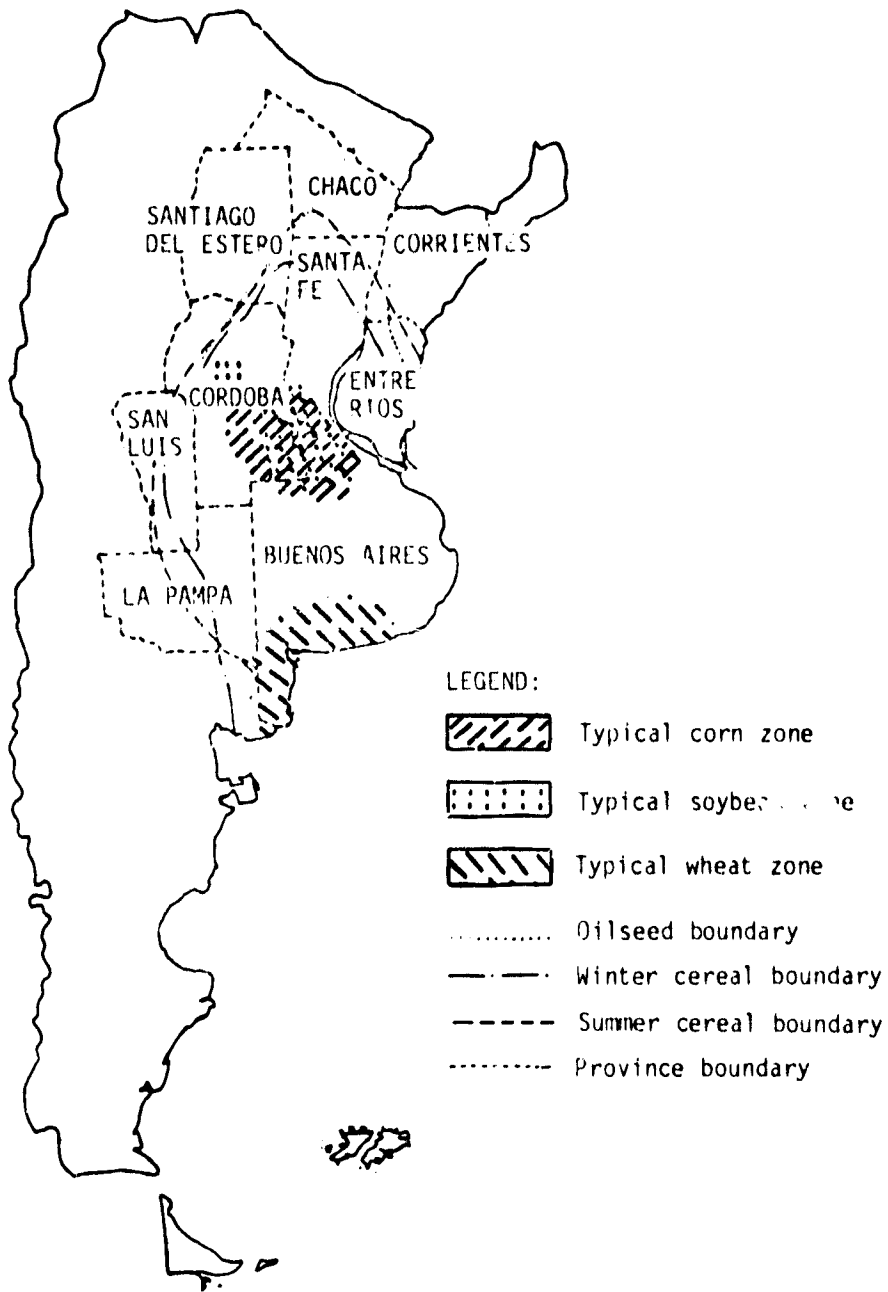 CHACO
SANTIAGO
DEL ESTERO
CORRIENTES
SANTA
FE
CORDOBA
ENTRE
RIOS
SAN
LUIS
BUENOS AIRES
LA PAMPA
LEGEND:
Typical corn zone
Typical
Typical wheat zone
Oilseed boundary
Winter cereal boundary
Summer cereal boundary
Province boundary